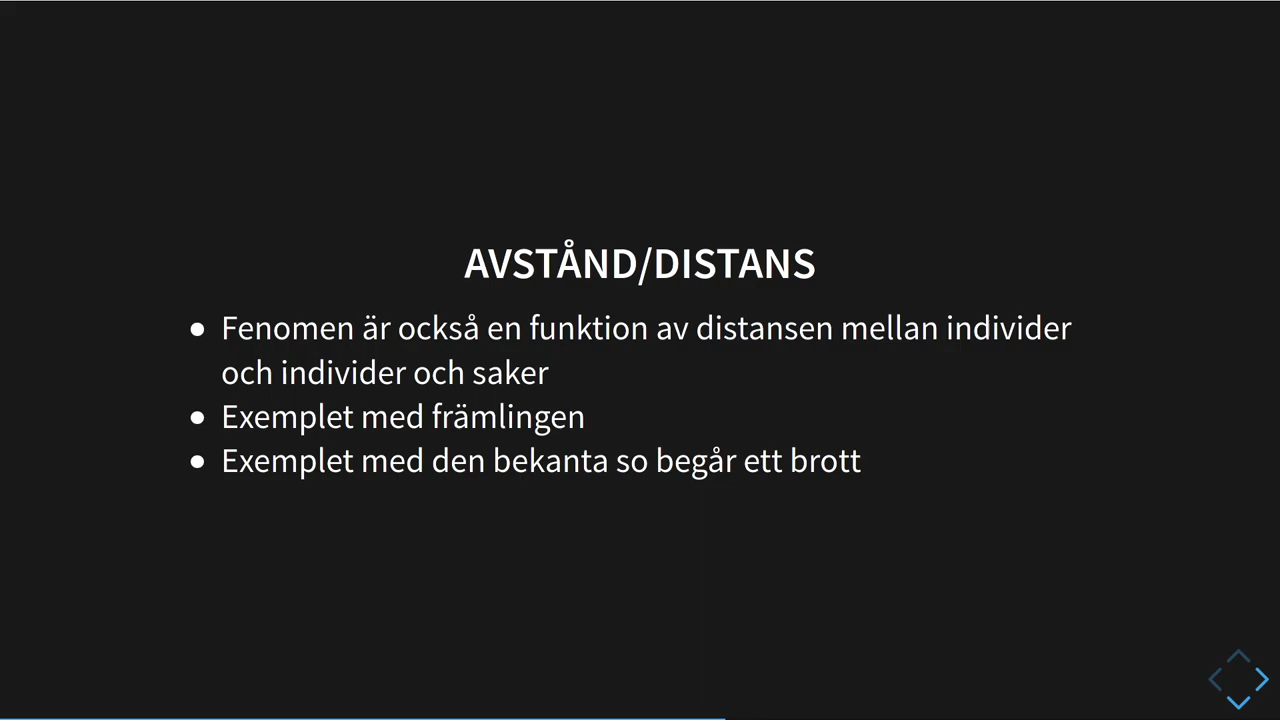 AVSTÅND/DISTANS
● Fenomen är också en funktion av distansen mellan individer
och individer och saker
● Exemplet med främlingen
● Exemplet med den bekanta so begår ett brott